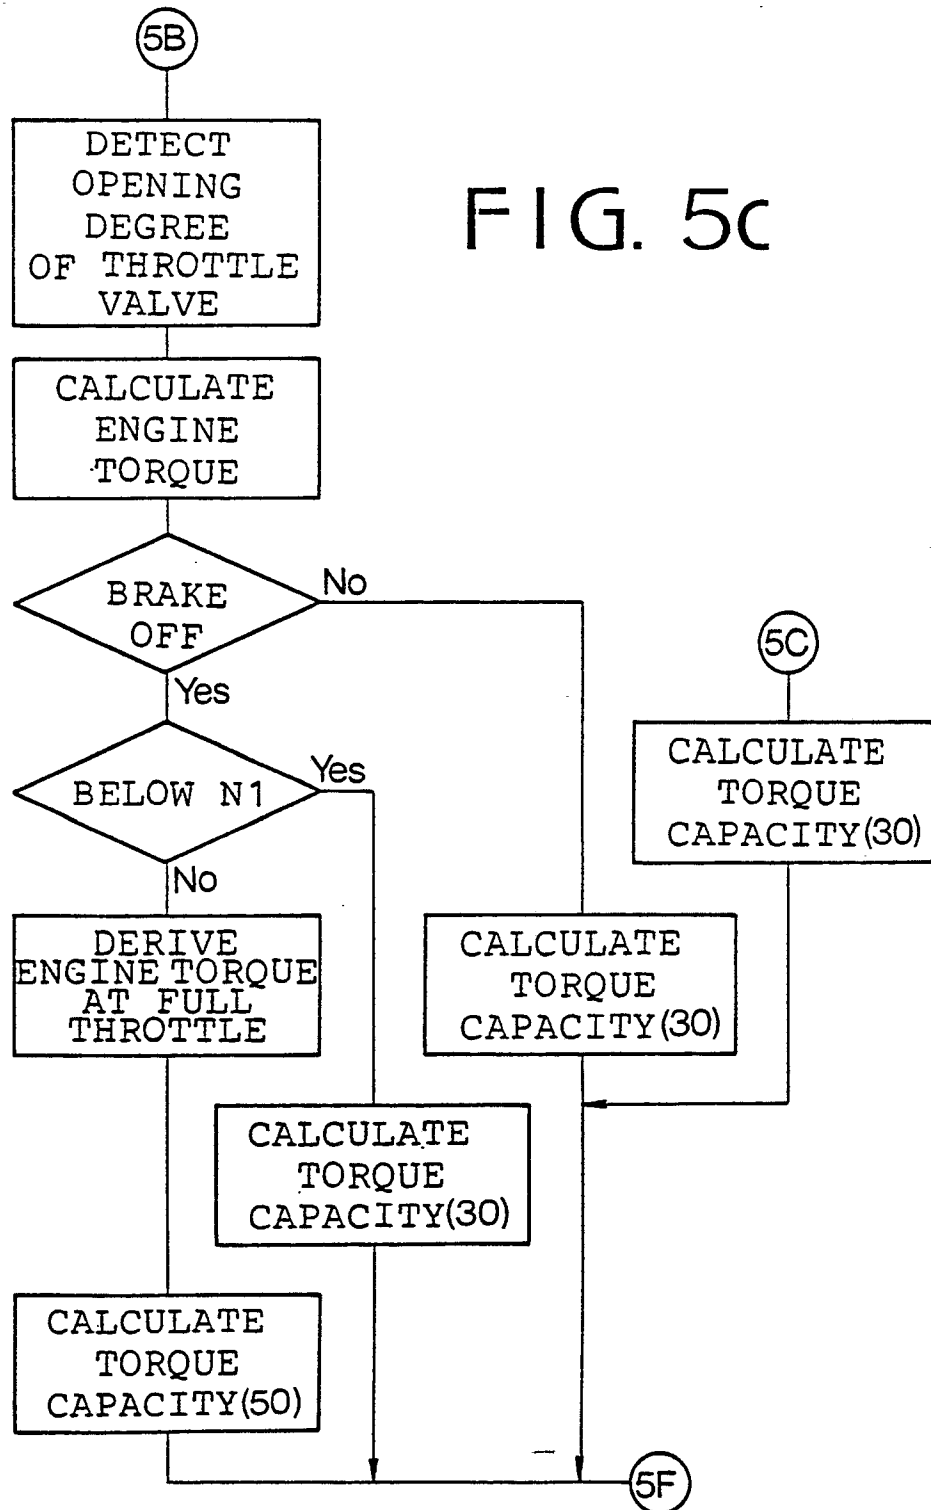 5B
DETECT
OPENING
DEGREE
OF THROTTLE
VALVE
FIG. 5C
CALCULATE
ENGINE
TORQUE
BRAKE
OFF
No
Yes
5C
CALCULATE
TORQUE
CAPACITY(30)
BELOW N1
Yes
No
DERIVE
ENGINE TORQUE
AT FULL
THROTTLE
CALCULATE
TORQUE
CAPACITY(30)
CALCULATE
TORQUE
CAPACITY(30)
CALCULATE
TORQUE
CAPACITY(50)
5F